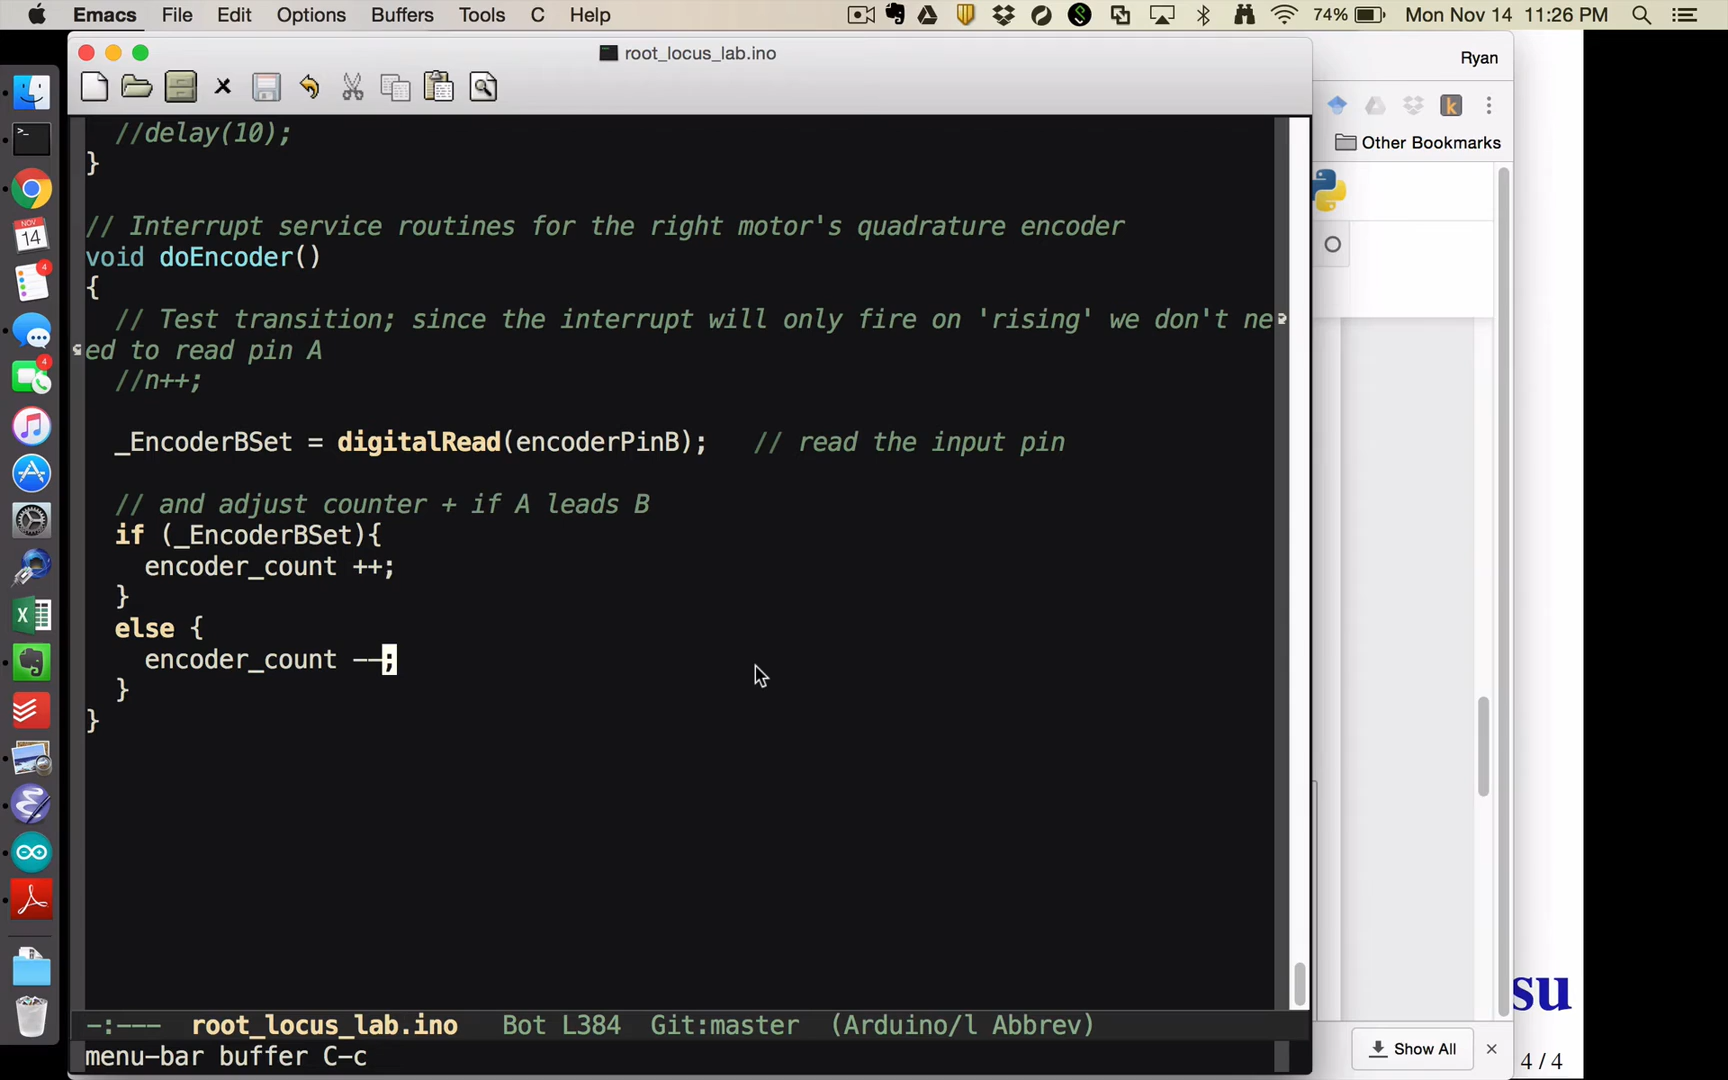 Emacs File Edit Options Buffers Tools C Help 74% Mon Nov 14 11:26 PM
root_locus_lab.ino
Ryan
Other Bookmarks
//delay(10);
}
// Interrupt service routines for the right motor's quadrature encoder
void doEncoder()
{
// Test transition; since the interrupt will only fire on 'rising' we don't ne
ed to read pin A
//n++;
_EncoderBSet = digitalRead(encoderPinB); // read the input pin
// and adjust counter + if A leads B
if (_EncoderBSet){
encoder_count ++;
}
else {
encoder_count --;
}
}
-:--- root_locus_lab.ino Bot L384 Git:master (Arduino/l Abbrev)
menu-bar buffer C-c
NOV
14
4
4
k
su
Show All
4 / 4